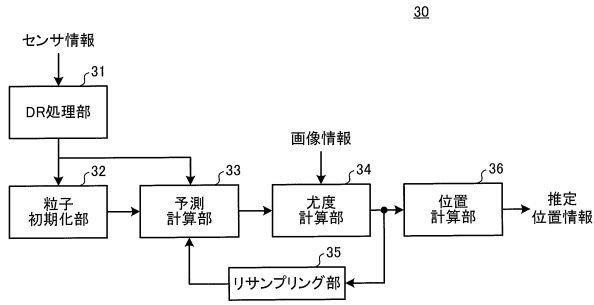 30
センサ情報
31
DR処理部
画像情報
32
粒子
初期化部
33
予測
計算部
34
尤度
計算部
36
位置
計算部
推定
位置情報
35
リサンプリング部